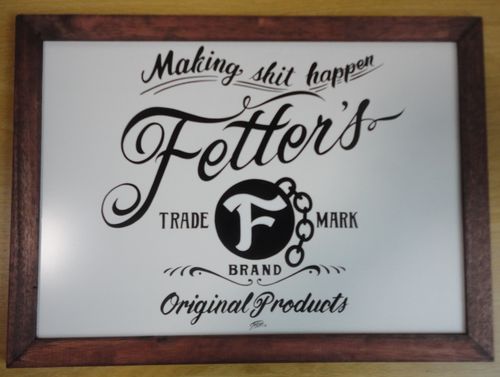 Making shit happen
Fetter's
TRADE F MARK
BRAND
Original Products